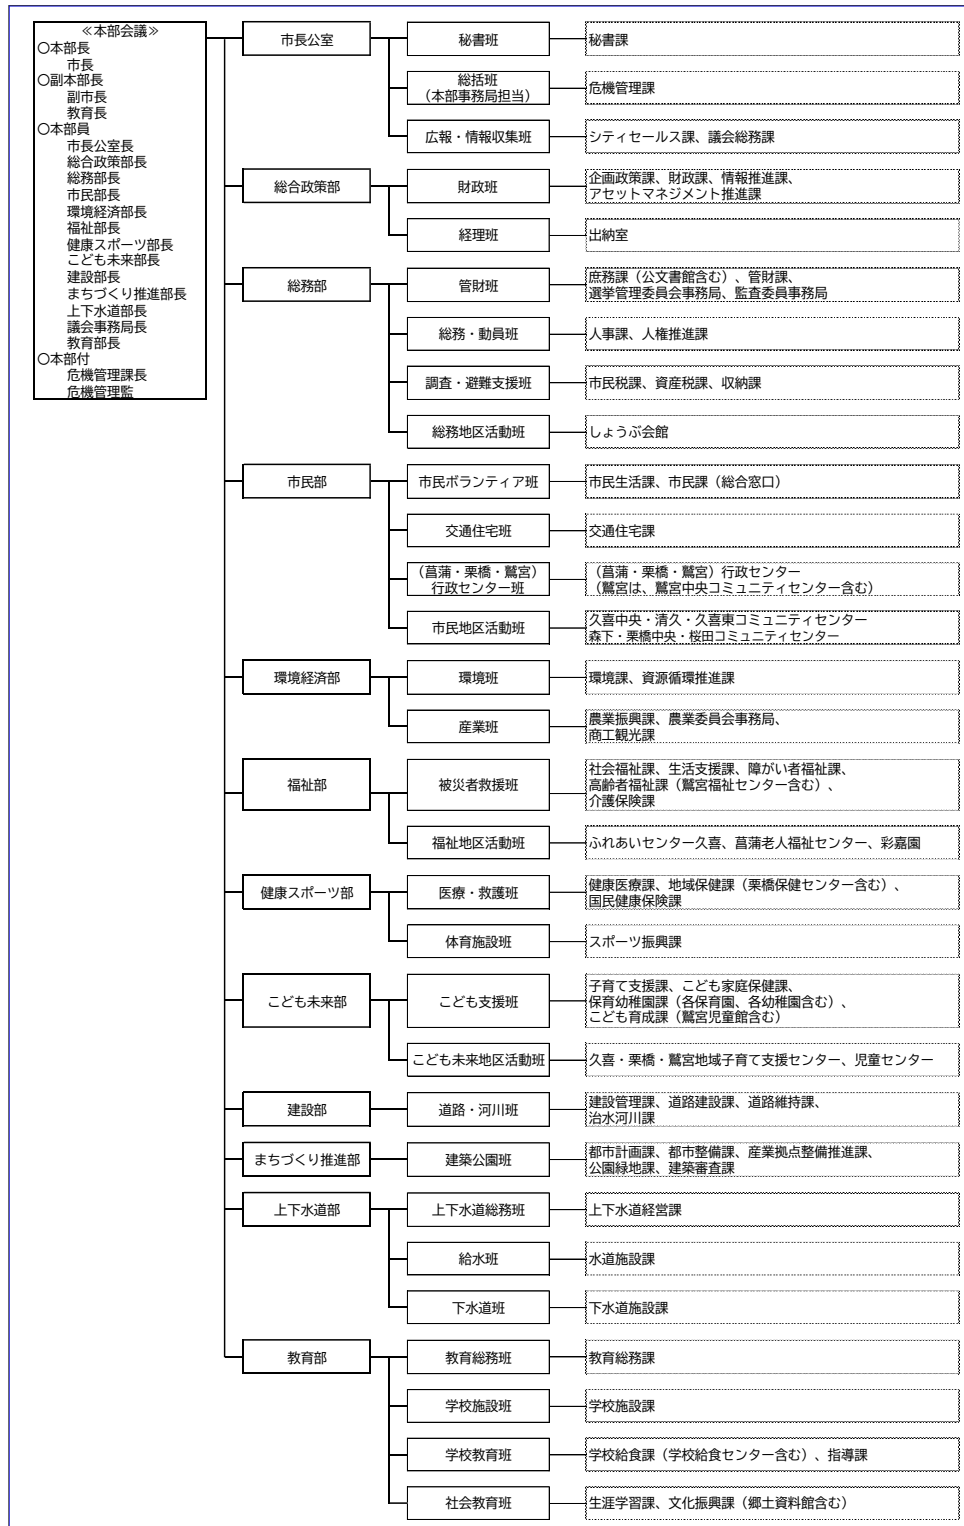 ≪本部会議≫
〇本部長
市長
〇副本部長
副市長
教育長
〇本部員
市長公室長
総合政策部長
総務部長
市民部長
環境経済部長
福祉部長
健康スポーツ部長
こども未来部長
建設部長
まちづくり推進部長
上下水道部長
議会事務局長
教育部長
〇本部付
危機管理課長
危機管理監
市長公室
秘書班
秘書課
総括班
（本部事務局担当）
危機管理課
広報・情報収集班
シティセールス課、議会総務課
総合政策部
財政班
企画政策課、財政課、情報推進課、
アセットマネジメント推進課
経理班
出納室
総務部
管財班
庶務課（公文書館含む）、管財課、
選挙管理委員会事務局、監査委員事務局
総務・動員班
人事課、人権推進課
調査・避難支援班
市民税課、資産税課、収納課
総務地区活動班
しょうぶ会館
市民部
市民ボランティア班
市民生活課、市民課（総合窓口）
交通住宅班
交通住宅課
（菖蒲・栗橋・鷲宮）
行政センター班
（菖蒲・栗橋・鷲宮）行政センター
（鷲宮は、鷲宮中央コミュニティセンター含む）
市民地区活動班
久喜中央・清久・久喜東コミュニティセンター
森下・栗橋中央・桜田コミュニティセンター
環境経済部
環境班
環境課、資源循環推進課
産業班
農業振興課、農業委員会事務局、
商工観光課
福祉部
被災者救援班
社会福祉課、生活支援課、障がい者福祉課、
高齢者福祉課（鷲宮福祉センター含む）、
介護保険課
福祉地区活動班
ふれあいセンター久喜、菖蒲老人福祉センター、彩嘉園
健康スポーツ部
医療・救護班
健康医療課、地域保健課（栗橋保健センター含む）、
国民健康保険課
体育施設班
スポーツ振興課
こども未来部
こども支援班
子育て支援課、こども家庭保健課、
保育幼稚園課（各保育園、各幼稚園含む）、
こども育成課（鷲宮児童館含む）
こども未来地区活動班
久喜・栗橋・鷲宮地域子育て支援センター、児童センター
建設部
道路・河川班
建設管理課、道路建設課、道路維持課、
治水河川課
まちづくり推進部
建築公園班
都市計画課、都市整備課、産業拠点整備推進課、
公園緑地課、建築審査課
上下水道部
上下水道総務班
上下水道経営課
給水班
水道施設課
下水道班
下水道施設課
教育部
教育総務班
教育総務課
学校施設班
学校施設課
学校教育班
学校給食課（学校給食センター含む）、指導課
社会教育班
生涯学習課、文化振興課（郷土資料館含む）